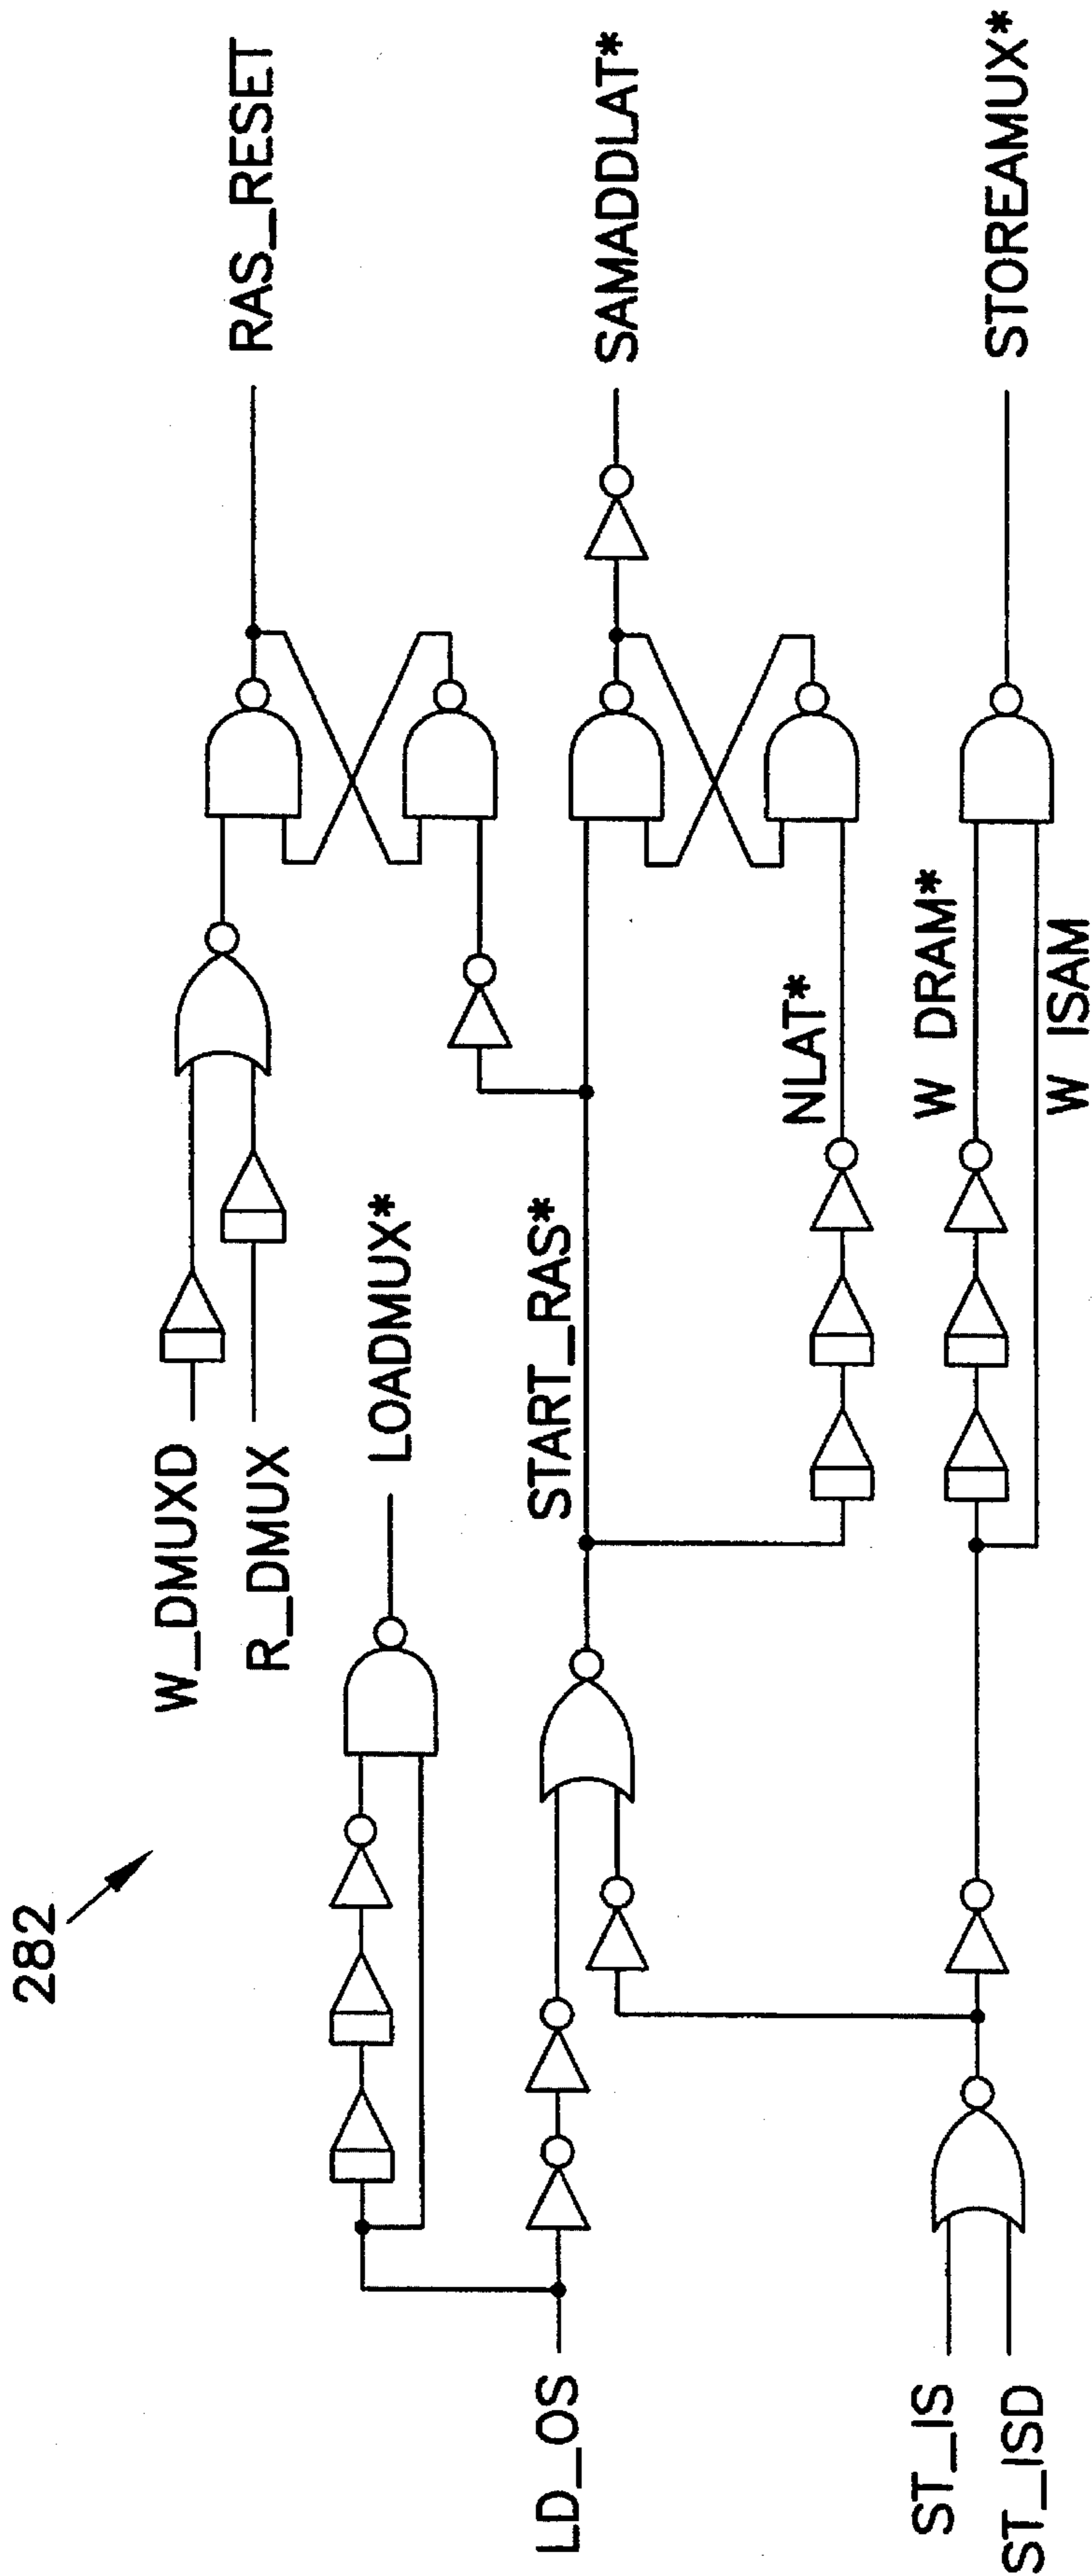 282
W_DMUXD
R_DMUX
RAS_RESET
LOADMUX*
LD_OS
START_RAS*
SAMADDLAT*
NLAT*
ST_IS
ST_ISD
W DRAM*
W ISAM
STOREAMUX*